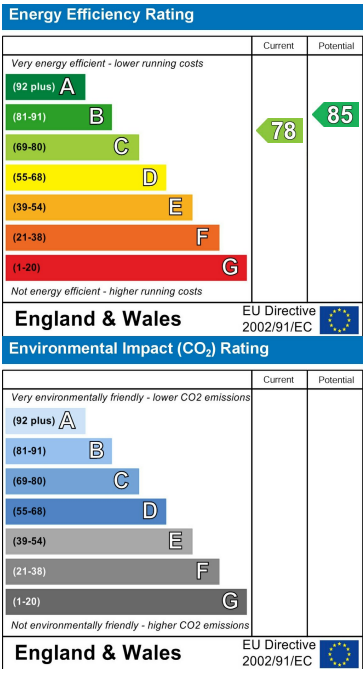 Energy Efficiency Rating
Current Potential
Very energy efficient - lower running costs
(92 plus) A
(81-91) B
(69-80) C
(55-68) D
(39-54) E
(21-38) F
(1-20) G
78
85
Not energy efficient - higher running costs
England & Wales
EU Directive
2002/91/EC
Environmental Impact (CO₂) Rating
Current Potential
Very environmentally friendly - lower CO2 emissions
(92 plus) A
(81-91) B
(69-80) C
(55-68) D
(39-54) E
(21-38) F
(1-20) G
Not environmentally friendly - higher CO2 emissions
England & Wales
EU Directive
2002/91/EC